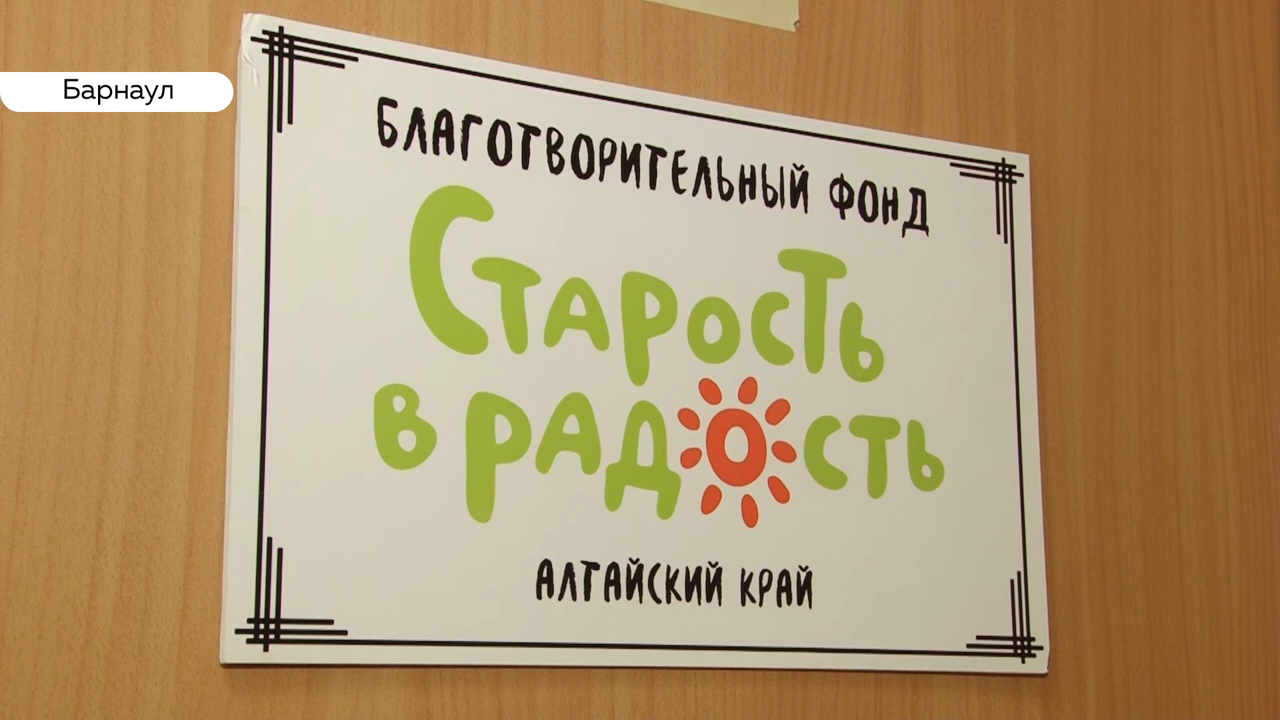 Барнаул
БЛАГОТВОРИТЕЛЬНЫЙ ФОНД
Старость
в радость
АЛТАЙСКИЙ КРАЙ